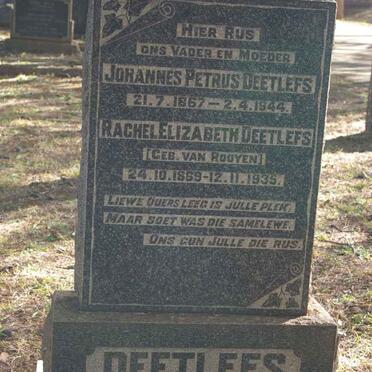 HIER RUS
ONS VADER EN MOEDER
JOHANNES PETRUS DEETLEFS
21.7.1867 — 2.4.1944.
RACHEL ELIZABETH DEETLEFS
[GEB. VAN ROOYEN]
24.10.1869-12.11.1935.
LIEWE OUERS LEEG IS JULLE PLEK,
MAAR SOET WAS DIE SAMELEWE,
ONS GUN JULLE DIE RUS.
DEETLEFS